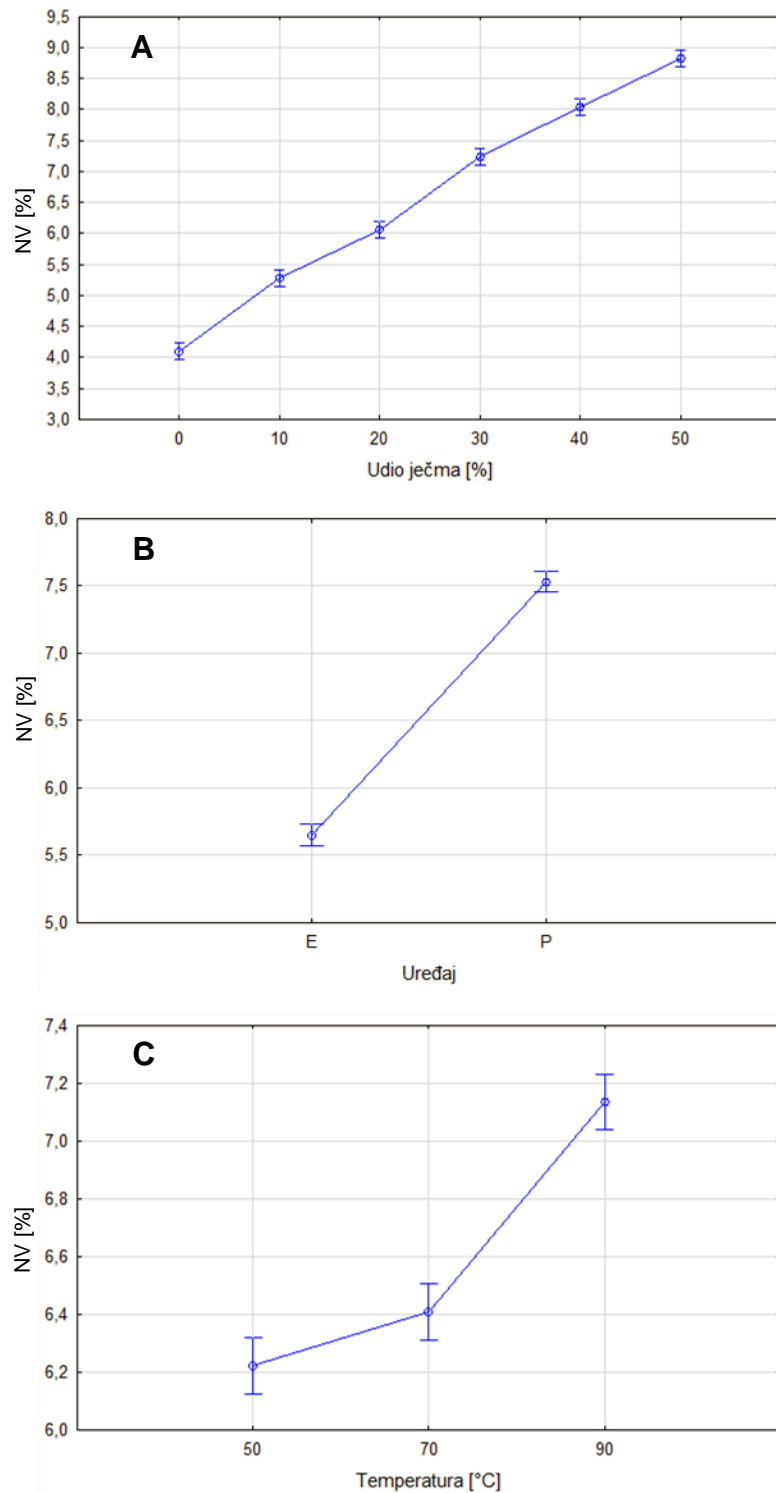 A
NV [%]
9,5
9,0
8,5
8,0
7,5
7,0
6,5
6,0
5,5
5,0
4,5
4,0
3,5
3,0
0 10 20 30 40 50
Udio ječma [%]
B
NV [%]
8,0
7,5
7,0
6,5
6,0
5,5
5,0
E P
Uređaj
C
NV [%]
7,4
7,2
7,0
6,8
6,6
6,4
6,2
6,0
50 70 90
Temperatura [°C]